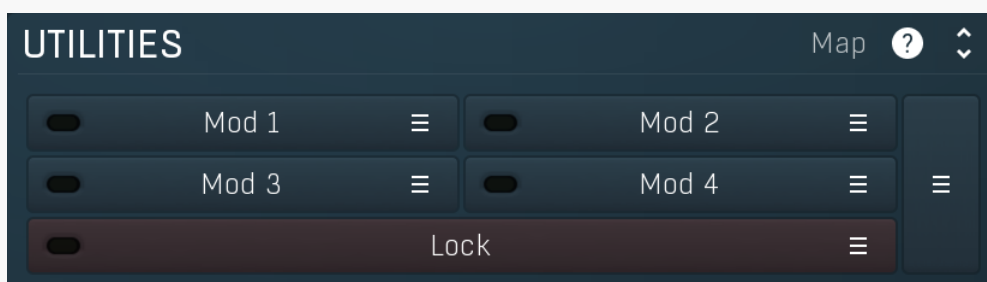 UTILITIES Map ?
Mod 1 Mod 2
Mod 3 Mod 4
Lock